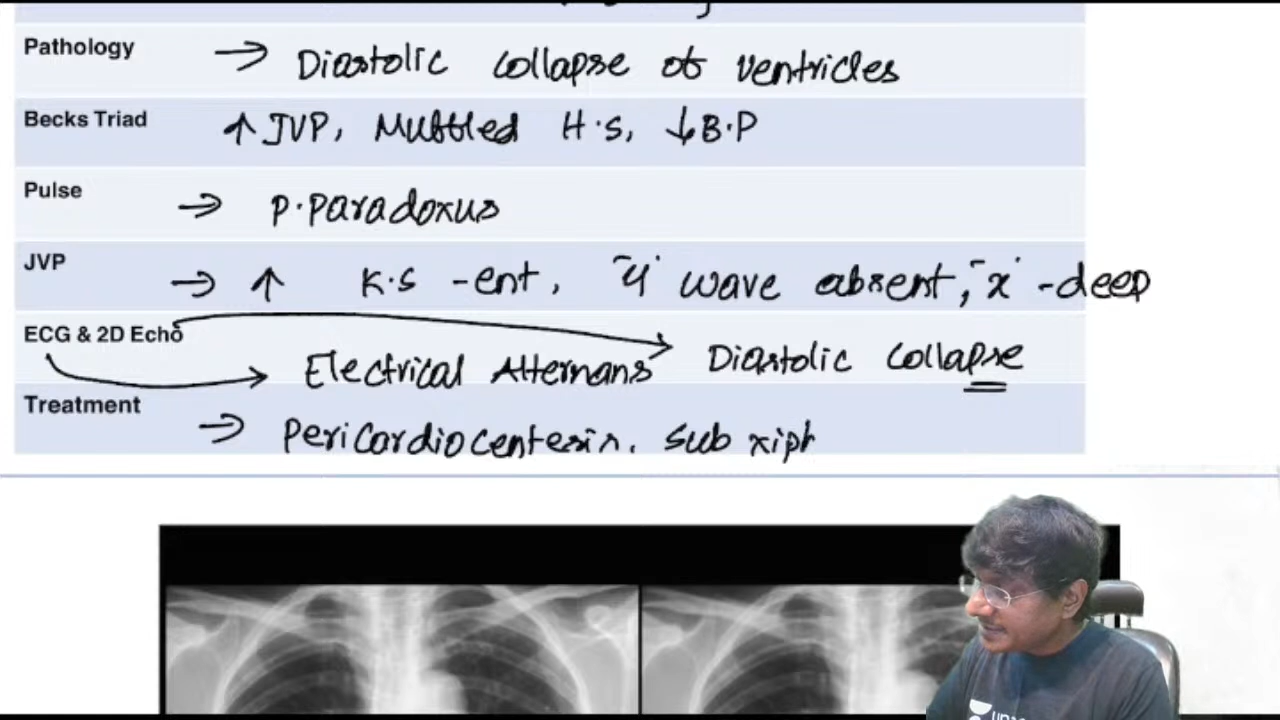 Pathology → Diastolic collapse of ventricles
Becks Triad ↑ JVP, Muffled H.S, ↓ B.P
Pulse → P.Paradoxus
JVP → ↑ K.S -ent, "y" wave absent, "x" -deep
ECG & 2D Echo
Electrical Alternans Diastolic collapse
Treatment → Pericardiocentesis. Sub xiph